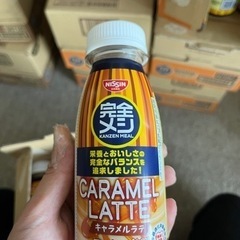 NISSIN
完全
メシ
KANZEN MEAL
栄養とおいしさの
完全なバランスを
追求しました!
CARAMEL
LATTE
キャラメルラテ